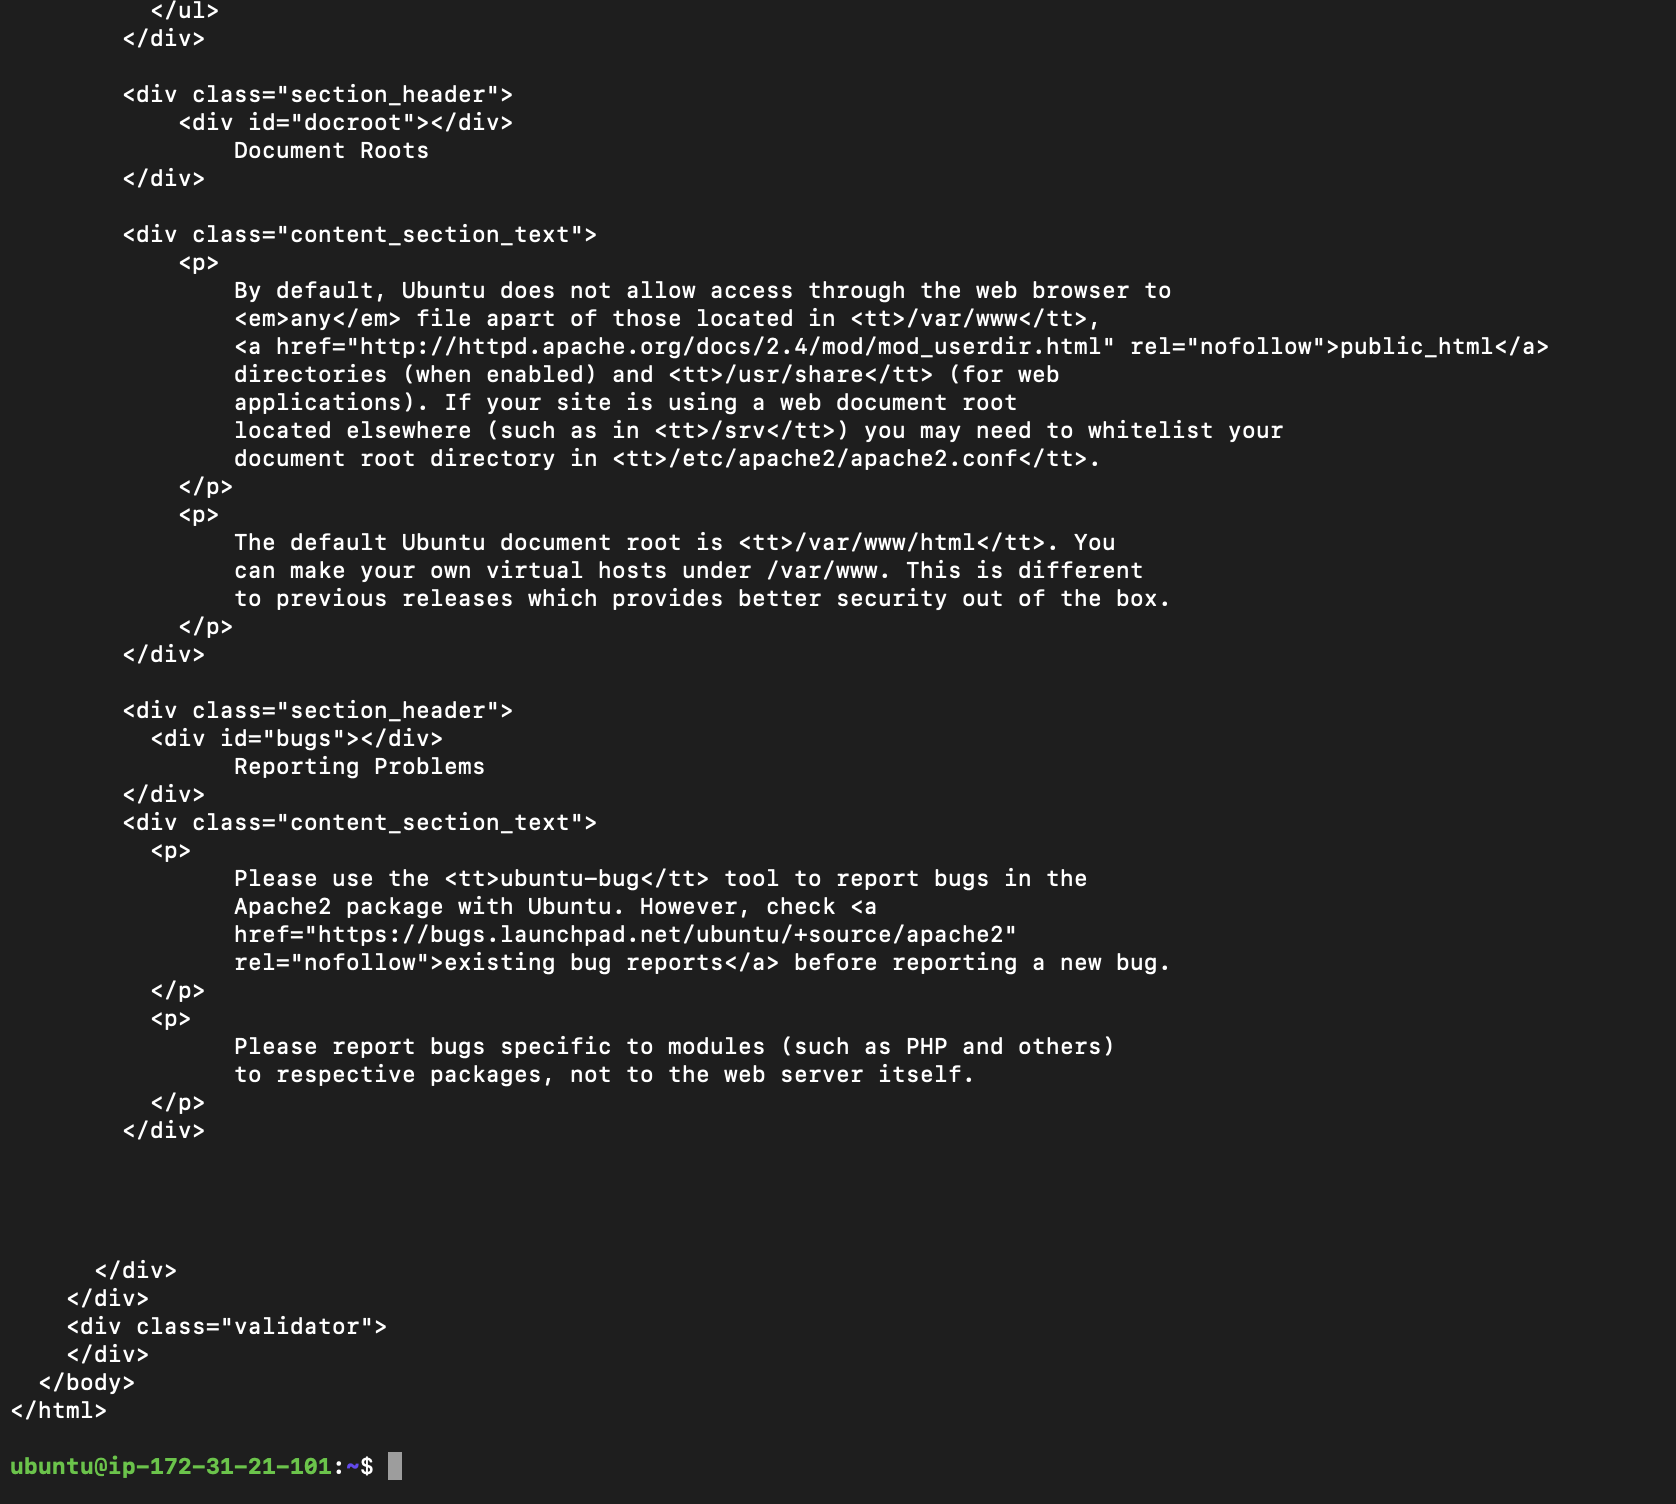 </ul>
</div>
<div class="section_header">
<div id="docroot"></div>
Document Roots
</div>
<div class="content_section_text">
<p>
By default, Ubuntu does not allow access through the web browser to
<em>any</em> file apart of those located in <tt>/var/www</tt>,
<a href="http://httpd.apache.org/docs/2.4/mod/mod_userdir.html" rel="nofollow">public_html</a>
directories (when enabled) and <tt>/usr/share</tt> (for web
applications). If your site is using a web document root
located elsewhere (such as in <tt>/srv</tt>) you may need to whitelist your
document root directory in <tt>/etc/apache2/apache2.conf</tt>.
</p>
<p>
The default Ubuntu document root is <tt>/var/www/html</tt>. You
can make your own virtual hosts under /var/www. This is different
to previous releases which provides better security out of the box.
</p>
</div>
<div class="section_header">
<div id="bugs"></div>
Reporting Problems
</div>
<div class="content_section_text">
<p>
Please use the <tt>ubuntu-bug</tt> tool to report bugs in the
Apache2 package with Ubuntu. However, check <a
href="https://bugs.launchpad.net/ubuntu/+source/apache2"
rel="nofollow">existing bug reports</a> before reporting a new bug.
</p>
<p>
Please report bugs specific to modules (such as PHP and others)
to respective packages, not to the web server itself.
</p>
</div>
</div>
</div>
<div class="validator">
</div>
</body>
</html>
ubuntu@ip-172-31-21-101:~$